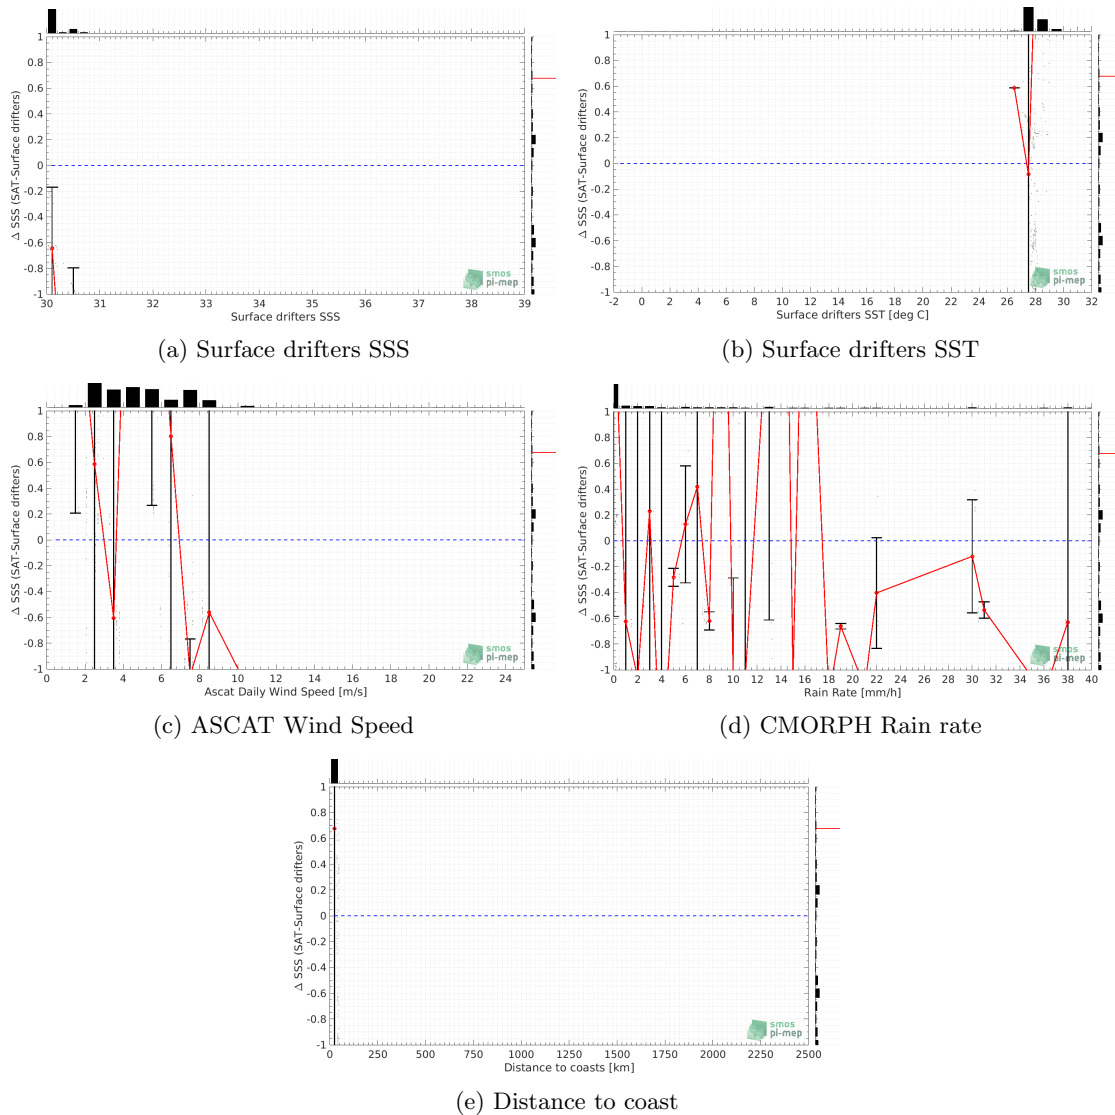 1
0.8
0.6
0.4
0.2
0
-0.2
-0.4
-0.6
-0.8
-1
Δ SSS (SAT-Surface drifters)
30 31 32 33 34 35 36 37 38 39
Surface drifters SSS
smos
pi-mep
(a) Surface drifters SSS
1
0.8
0.6
0.4
0.2
0
-0.2
-0.4
-0.6
-0.8
-1
Δ SSS (SAT-Surface drifters)
-2 0 2 4 6 8 10 12 14 16 18 20 22 24 26 28 30 32
Surface drifters SST [deg C]
smos
pi-mep
(b) Surface drifters SST
1
0.8
0.6
0.4
0.2
0
-0.2
-0.4
-0.6
-0.8
-1
Δ SSS (SAT-Surface drifters)
0 2 4 6 8 10 12 14 16 18 20 22 24
Ascat Daily Wind Speed [m/s]
smos
pi-mep
(c) ASCAT Wind Speed
1
0.8
0.6
0.4
0.2
0
-0.2
-0.4
-0.6
-0.8
-1
Δ SSS (SAT-Surface drifters)
0 2 4 6 8 10 12 14 16 18 20 22 24 26 28 30 32 34 36 38 40
Rain Rate [mm/h]
smos
pi-mep
(d) CMORPH Rain rate
1
0.8
0.6
0.4
0.2
0
-0.2
-0.4
-0.6
-0.8
-1
Δ SSS (SAT-Surface drifters)
0 250 500 750 1000 1250 1500 1750 2000 2250 2500
Distance to coasts [km]
smos
pi-mep
(e) Distance to coast